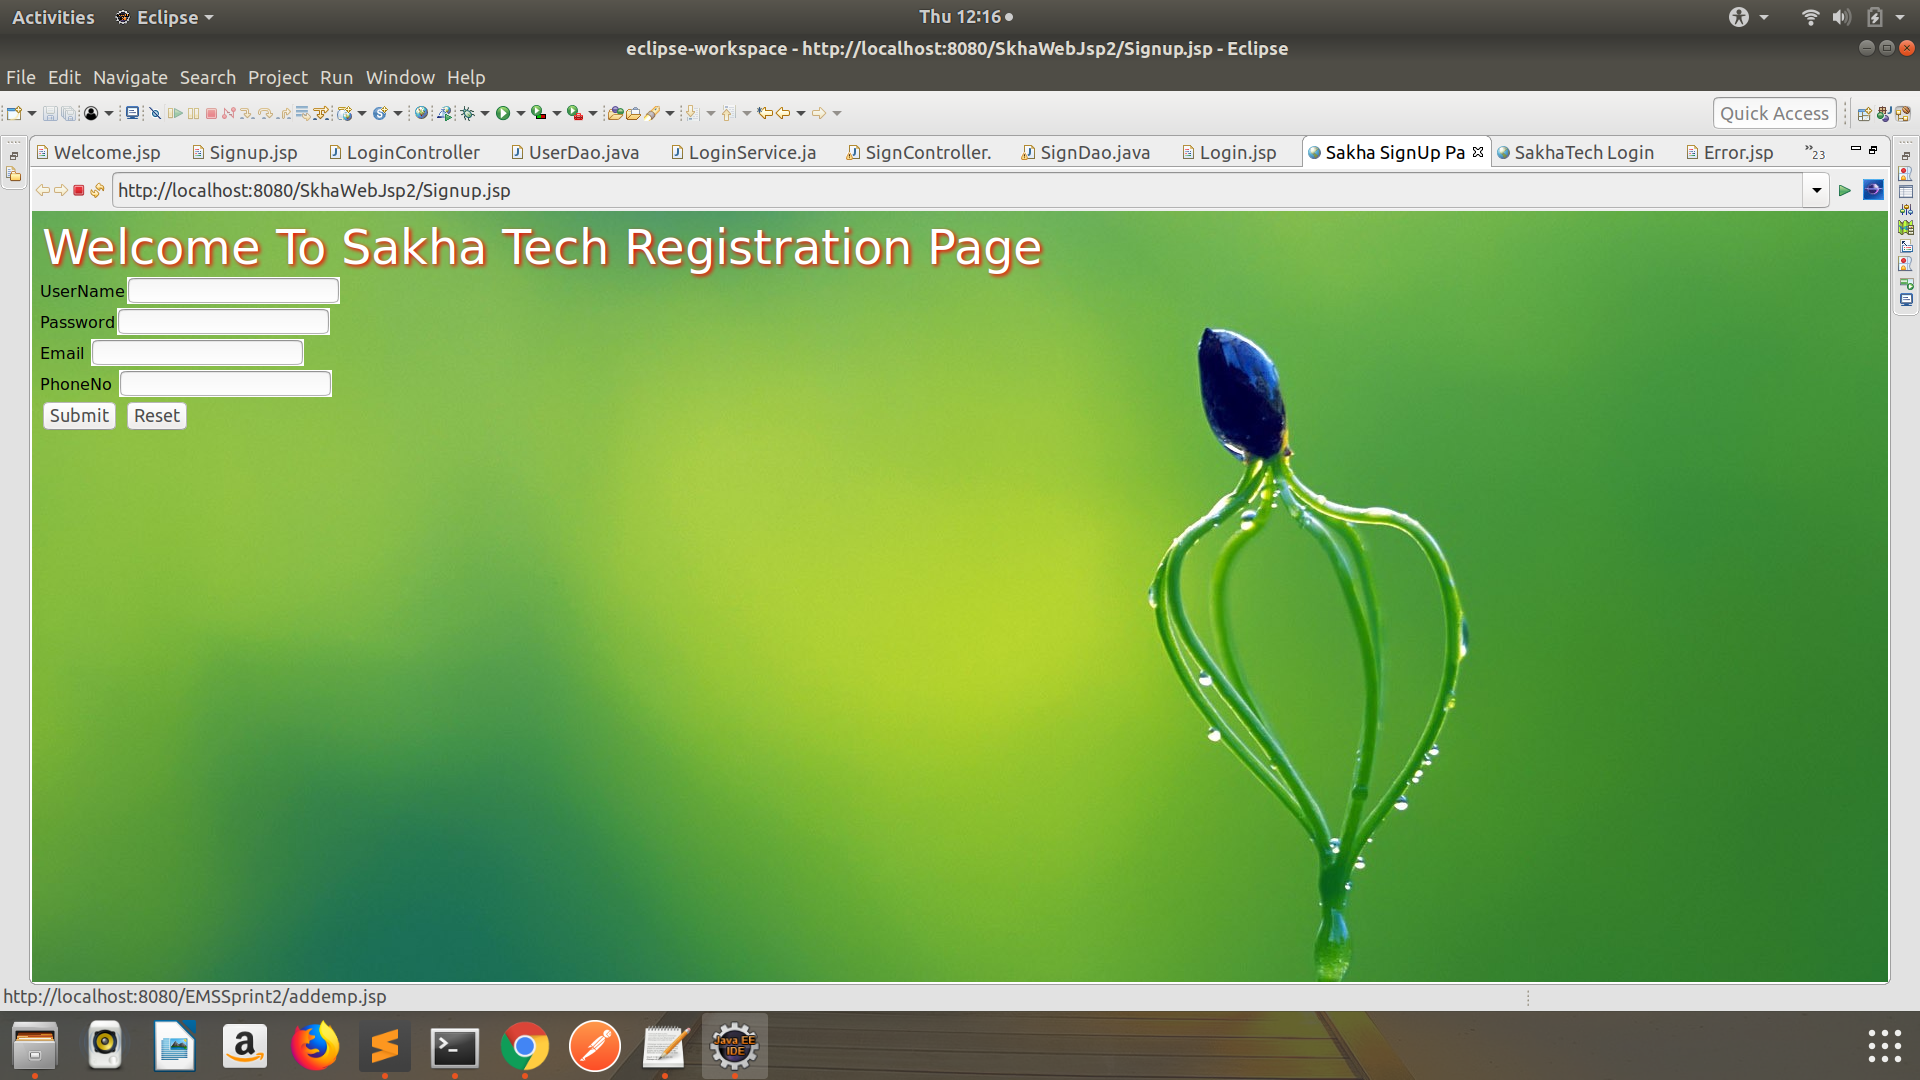 Activities Eclipse Thu 12:16
eclipse-workspace - http://localhost:8080/SkhaWebJsp2/Signup.jsp - Eclipse
File Edit Navigate Search Project Run Window Help
Quick Access
Welcome.jsp Signup.jsp LoginController UserDao.java LoginService.ja SignController. SignDao.java Login.jsp Sakha SignUp Pa SakhaTech Login Error.jsp »23
http://localhost:8080/SkhaWebJsp2/Signup.jsp
Welcome To Sakha Tech Registration Page
UserName
Password
Email
PhoneNo
Submit Reset
http://localhost:8080/EMSSprint2/addemp.jsp
a
Java EE
IDE